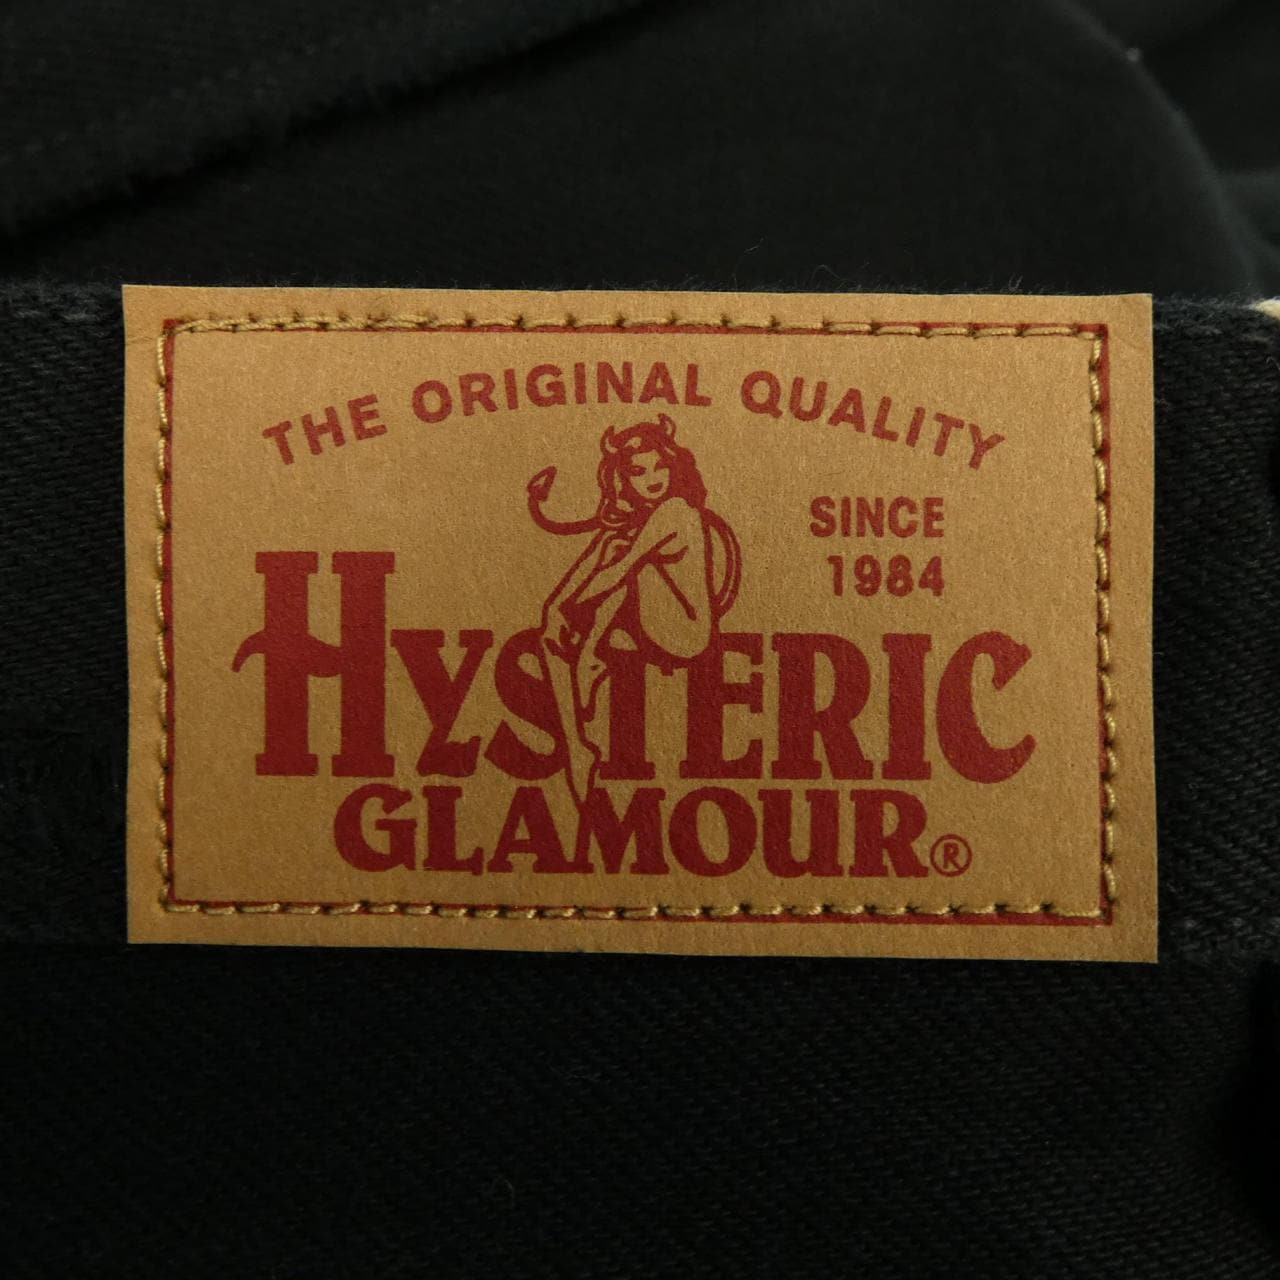 THE ORIGINAL QUALITY
SINCE
1984
HYSTERIC
GLAMOUR®